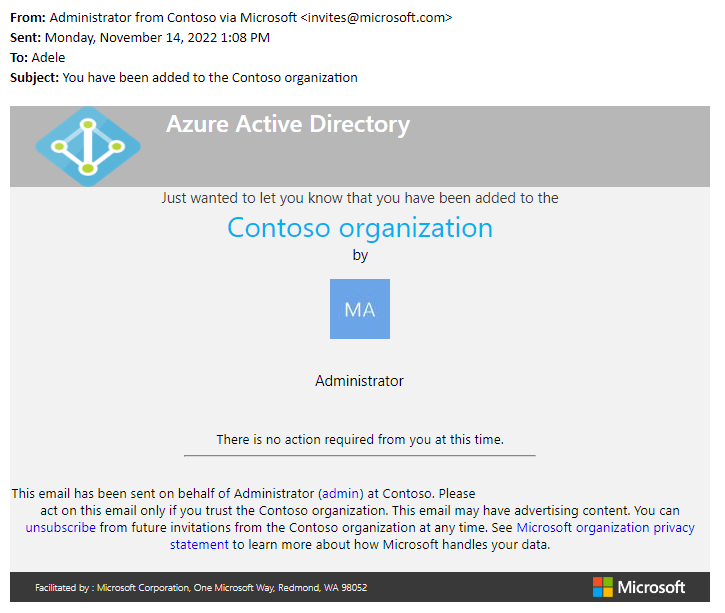 From: Administrator from Contoso via Microsoft <invites@microsoft.com>
Sent: Monday, November 14, 2022 1:08 PM
To: Adele
Subject: You have been added to the Contoso organization
Azure Active Directory
Just wanted to let you know that you have been added to the
Contoso organization
by
MA
Administrator
There is no action required from you at this time.
This email has been sent on behalf of Administrator (admin) at Contoso. Please
act on this email only if you trust the Contoso organization. This email may have advertising content. You can
unsubscribe from future invitations from the Contoso organization at any time. See Microsoft organization privacy
statement to learn more about how Microsoft handles your data.
Facilitated by : Microsoft Corporation, One Microsoft Way, Redmond, WA 98052
Microsoft